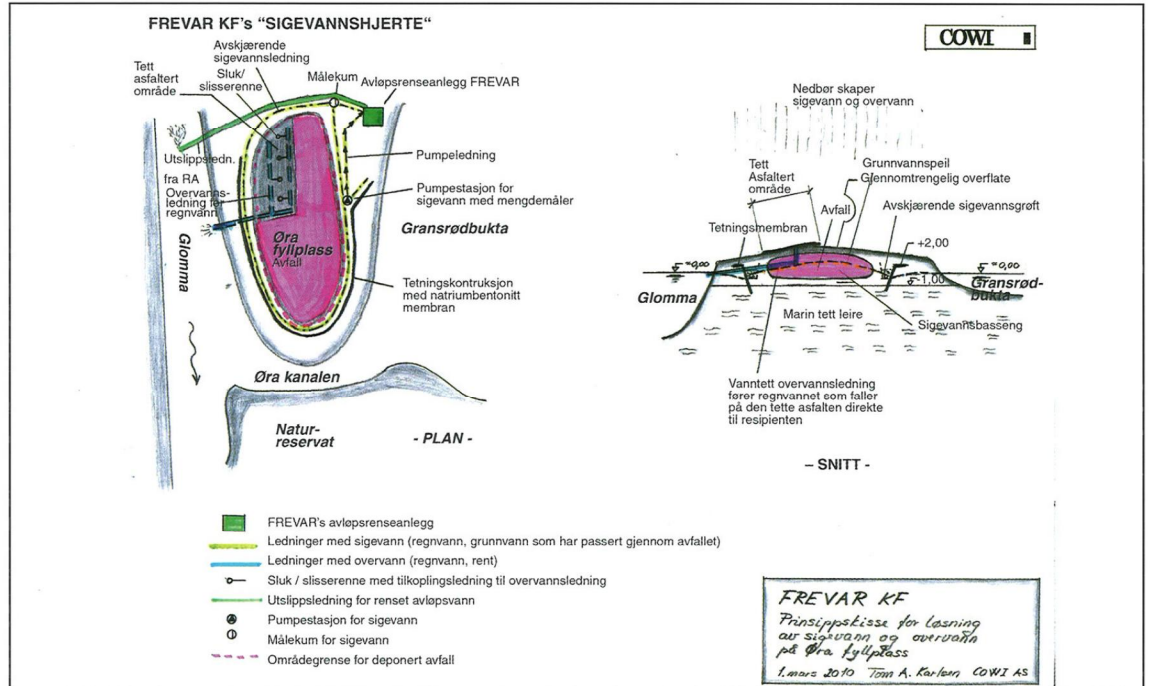 FREVAR KF's "SIGEVANNSHJERTE"
COWI
Avskjærende
sigevannsledning
Tett
asfaltert
område
Sluk/
slisserenne
Målekum
Avløpsrenseanlegg FREVAR
Utslippsledn.
fra RA
Overvanns-
ledning for
regnvann
Pumpeledning
Pumpestasjon for
sigevann med mengdemåler
Gransrødbukta
Glomma
Øra
fyllplass
Avfall
Tetningskontruksjon
med natriumbentonitt
membran
Øra kanalen
Natur-
reservat
- PLAN -
Nedbør skaper
sigevann og overvann
Tett
Asfaltert
område
Grunnvannspeil
Glennomtrengelig overflate
Avfall
Avskjærende sigevannsgrøft
Tetningsmembran
+2,00
±0,00
±0,00
-1,00
Glomma
Gransrød-
bukta
Marin tett leire
Sigevannsbasseng
Vanntett overvannsledning
fører regnvannet som faller
på den tette asfalten direkte
til resipienten
– SNITT -
FREVAR's avløpsrenseanlegg
Ledninger med sigevann (regnvann, grunnvann som har passert gjennom avfallet)
Ledninger med overvann (regnvann, rent)
Sluk / slisserenne med tilkoplingsledning til overvannsledning
Utslippsledning for renset avløpsvann
Pumpestasjon for sigevann
Målekum for sigevann
Områdegrense for deponert avfall
FREVAR KF
Prinsippskisse for løsning
av sigevann og overvann
på Øra fyllplass
1. mars 2010 Tom A. Karlsen COWI AS